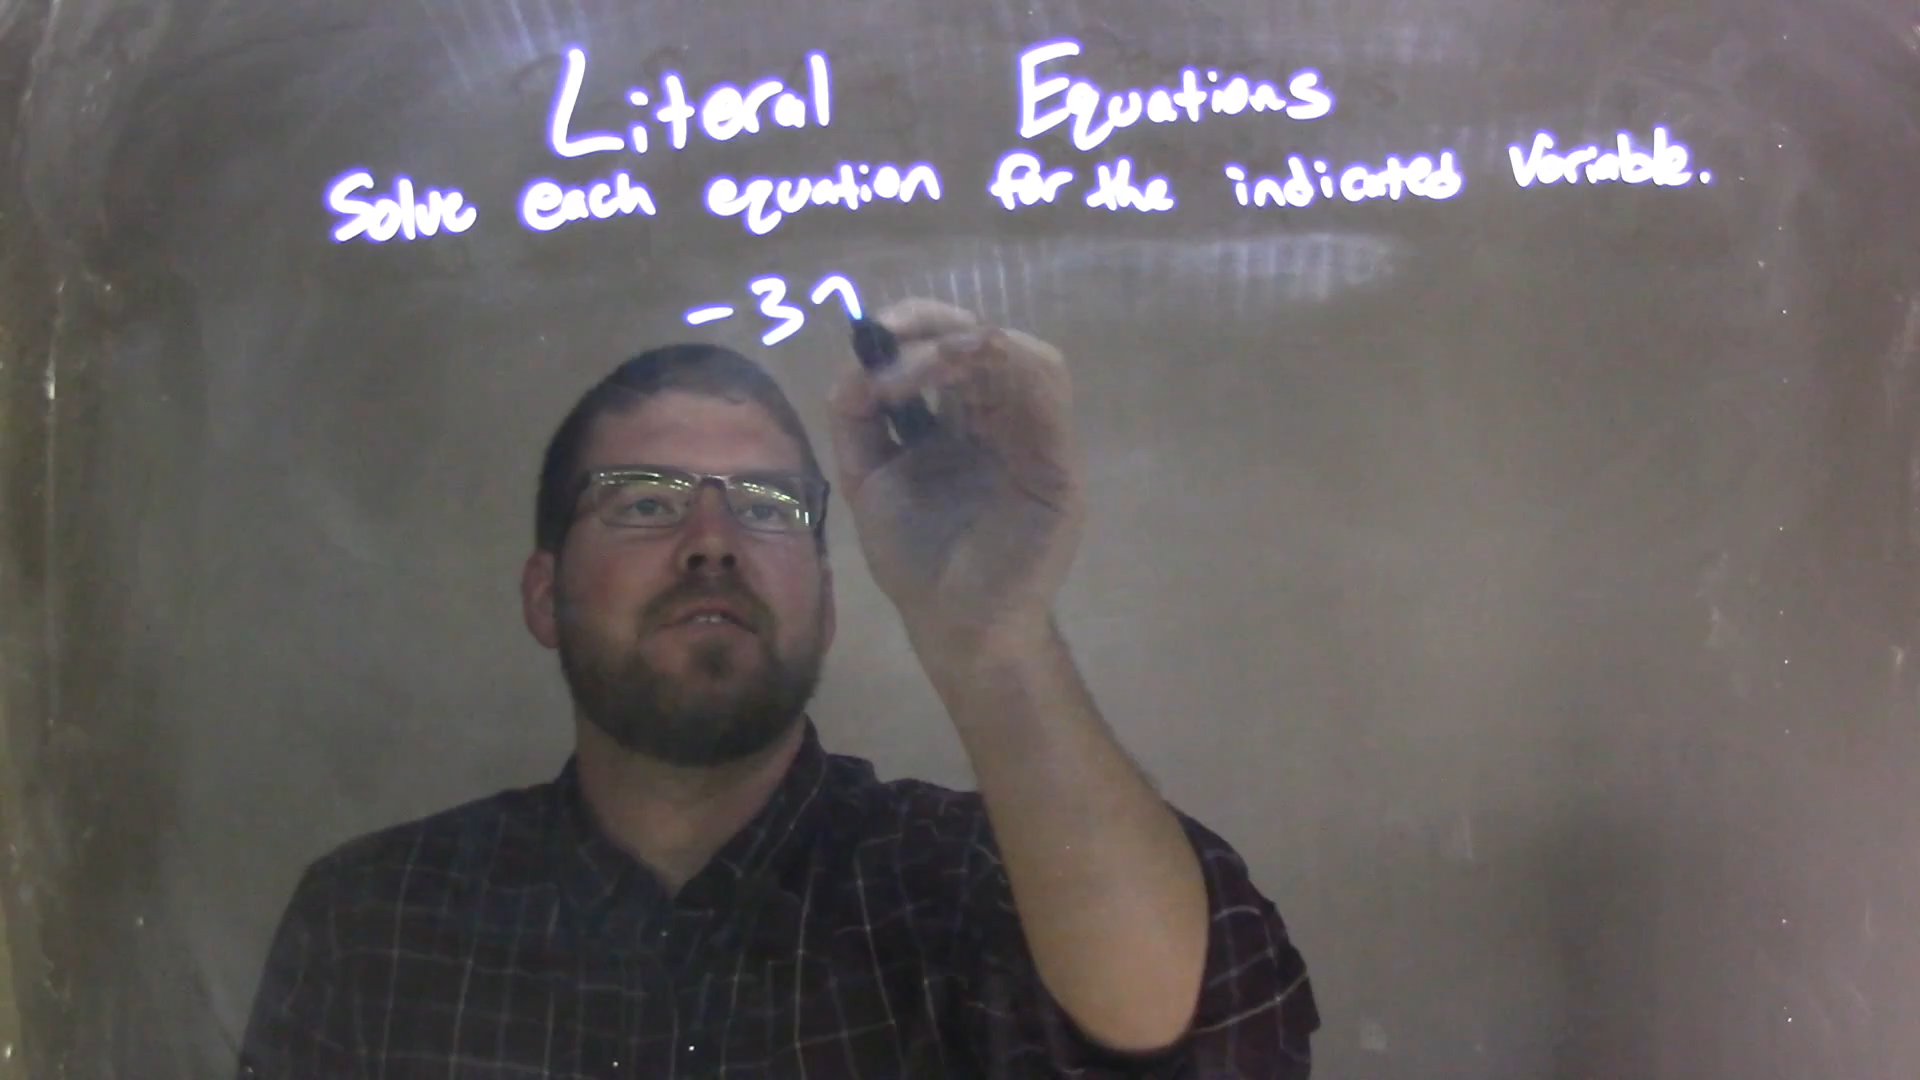 Literal Equations
Solve each equation for the indicated variable.
-3